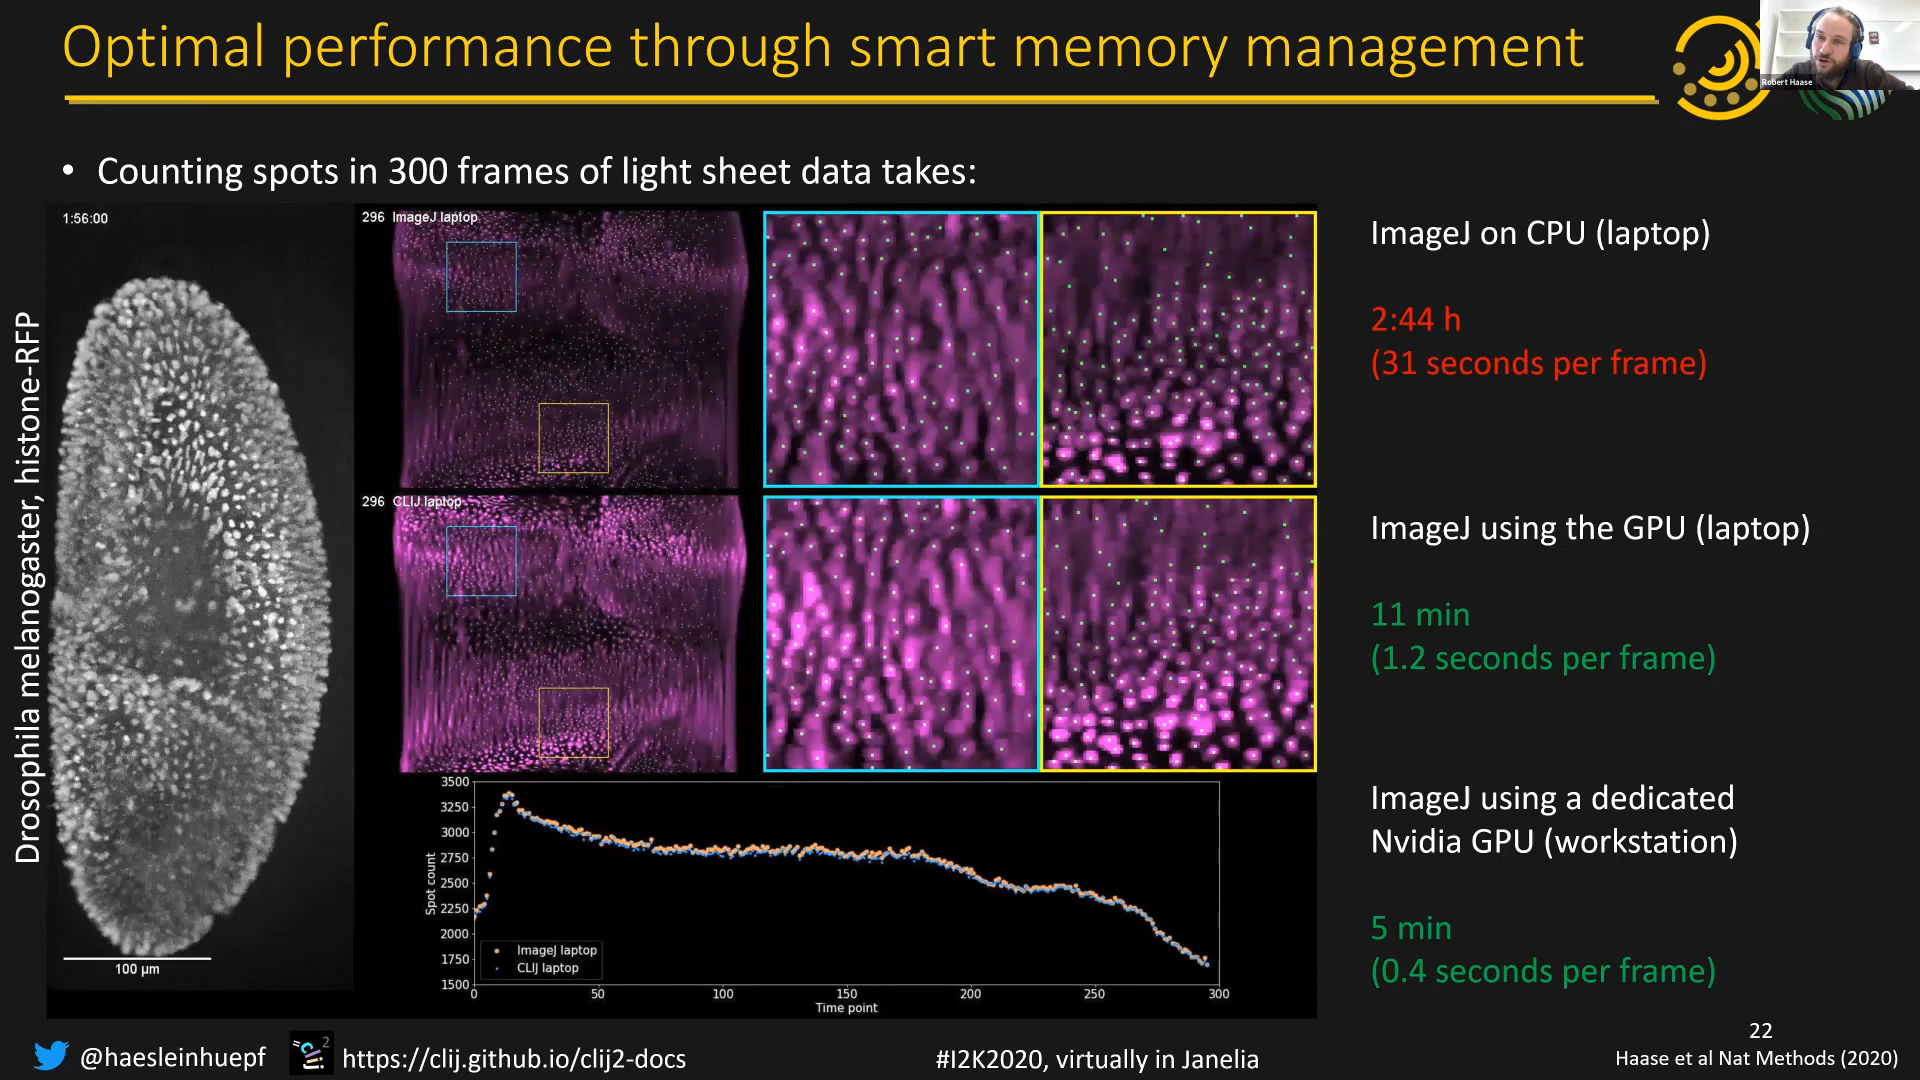 Optimal performance through smart memory management
Robert Haase
• Counting spots in 300 frames of light sheet data takes:
Drosophila melanogaster, histone-RFP
1:56:00
100 µm
296 ImageJ laptop
296 CLIJ laptop
3500
3250
3000
2750
2500
2250
2000
1750
1500
Spot count
ImageJ laptop
CLIJ laptop
0 50 100 150 200 250 300
Time point
ImageJ on CPU (laptop)
2:44 h
(31 seconds per frame)
ImageJ using the GPU (laptop)
11 min
(1.2 seconds per frame)
ImageJ using a dedicated
Nvidia GPU (workstation)
5 min
(0.4 seconds per frame)
@haesleinhuepf
2
https://clij.github.io/clij2-docs
#I2K2020, virtually in Janelia
22
Haase et al Nat Methods (2020)